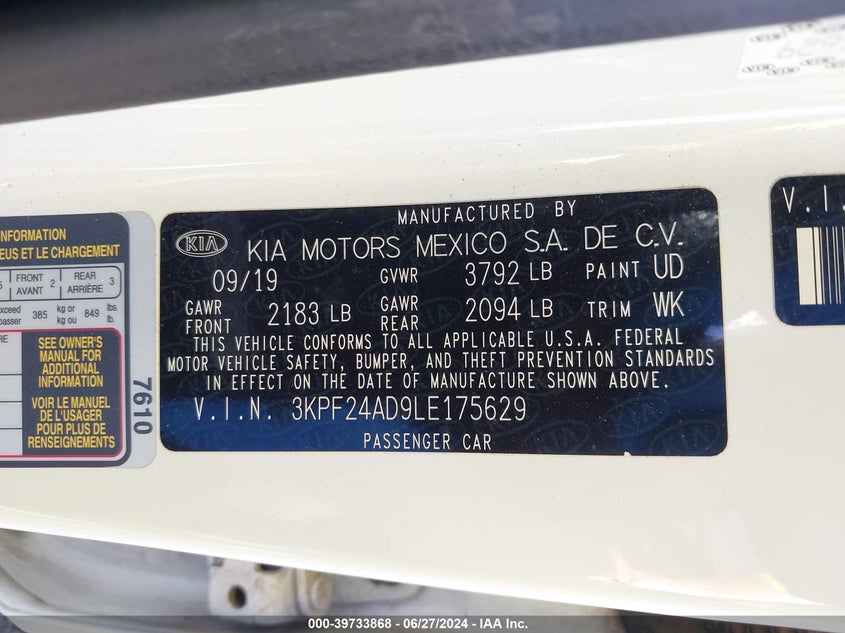 MANUFACTURED BY
KIA KIA MOTORS MEXICO S.A. DE C.V.
09/19 GVWR 3792 LB PAINT UD
GAWR FRONT 2183 LB GAWR REAR 2094 LB TRIM WK
THIS VEHICLE CONFORMS TO ALL APPLICABLE U.S.A. FEDERAL
MOTOR VEHICLE SAFETY, BUMPER, AND THEFT PREVENTION STANDARDS
IN EFFECT ON THE DATE OF MANUFACTURE SHOWN ABOVE.
V.I.N. 3KPF24AD9LE175629
PASSENGER CAR
INFORMATION
EUS ET LE CHARGEMENT
FRONT AVANT 2 REAR ARRIÈRE 3
385 kg or kg ou 849 lbs. lb.
SEE OWNER'S
MANUAL FOR
ADDITIONAL
INFORMATION
VOIR LE MANUEL
DE L'USAGER
POUR PLUS DE
RENSEIGNEMENTS
7610
V.I.
000-39733868 - 06/27/2024 - IAA Inc.